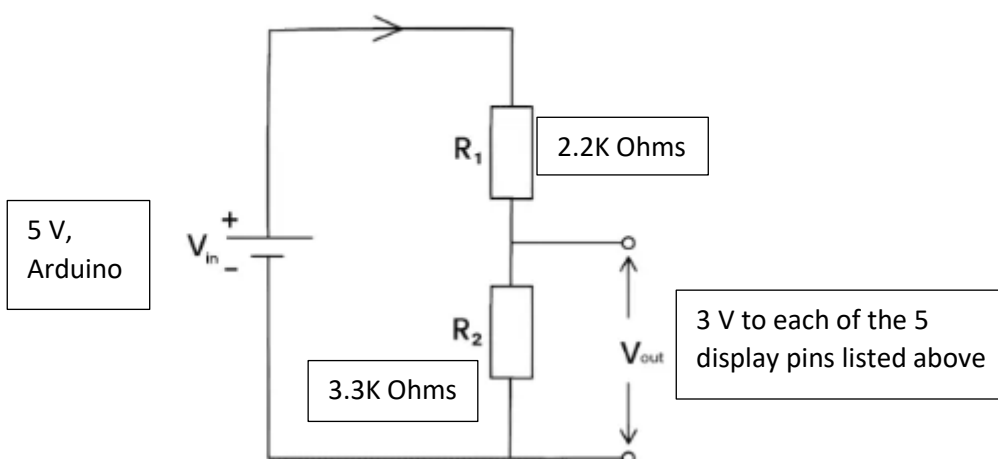 R₁
2.2K Ohms
5 V,
Arduino
+
Vin
–
R₂
3.3K Ohms
Vout
3 V to each of the 5
display pins listed above